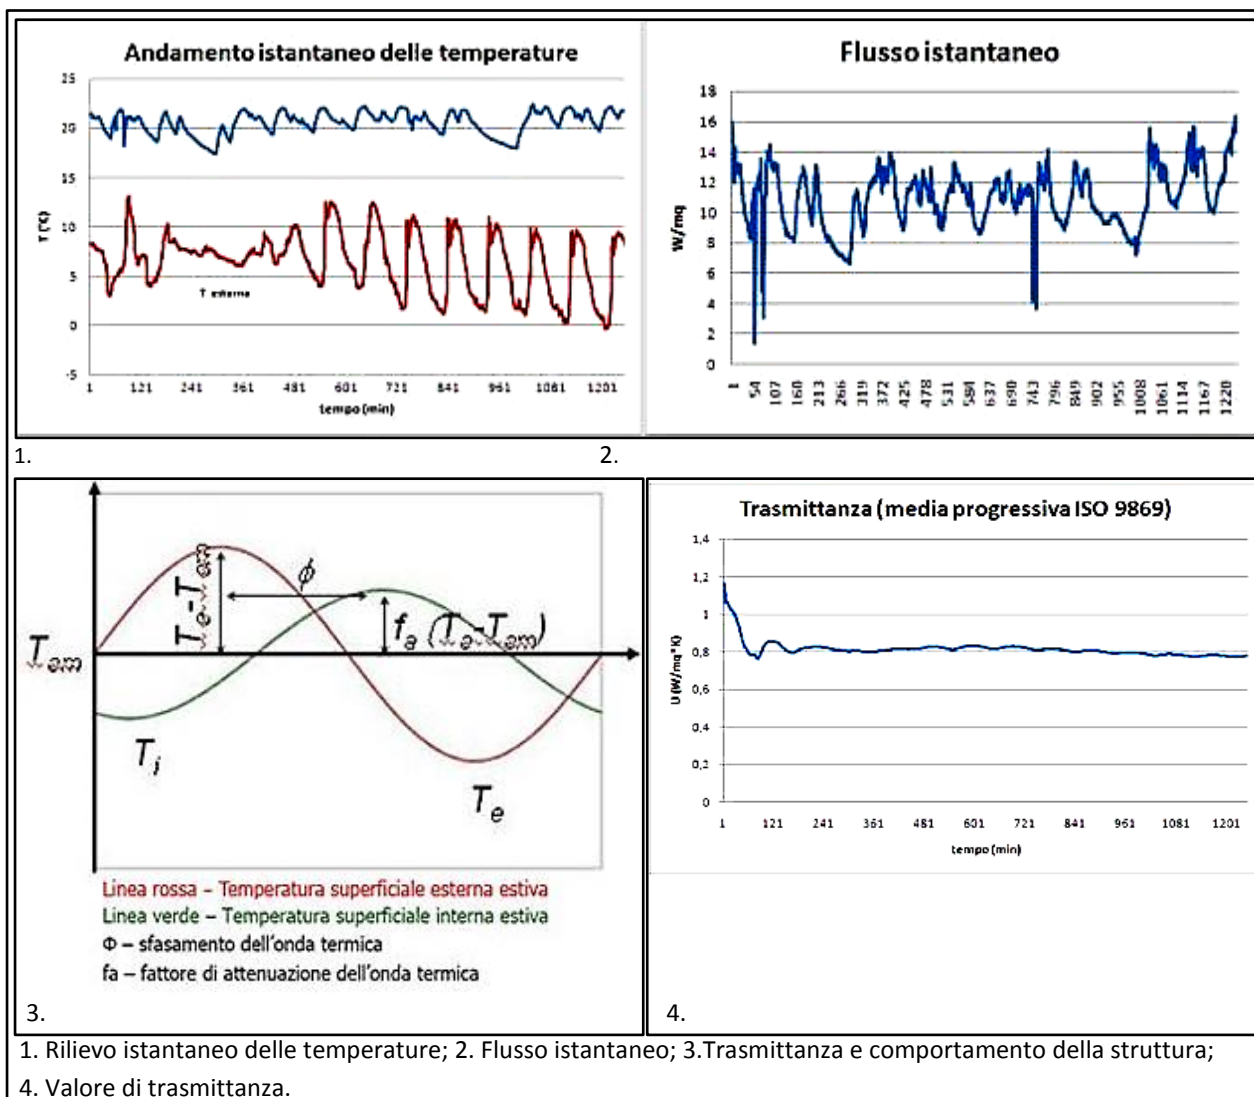 Andamento istantaneo delle temperature
25
20
15
10
5
0
-5
T (°C)
T esterna
1 121 241 361 481 601 721 841 961 1081 1201
tempo (min)
Flusso istantaneo
18
16
14
12
10
8
6
4
2
0
W/mq
1 54 107 160 213 266 319 372 425 478 531 584 637 690 743 796 849 902 955 1008 1061 1114 1167 1220
1.
2.
Tₑ-Tₑₘ
ϕ
fₐ (Tₑ-Tₑₘ)
Tₑₘ
Tᵢ
Tₑ
Linea rossa – Temperatura superficiale esterna estiva
Linea verde – Temperatura superficiale interna estiva
Φ – sfasamento dell'onda termica
fa – fattore di attenuazione dell'onda termica
3.
Trasmittanza (media progressiva ISO 9869)
1,4
1,2
1
0,8
0,6
0,4
0,2
0
U (W/mq*K)
1 121 241 361 481 601 721 841 961 1081 1201
tempo (min)
4.
1. Rilievo istantaneo delle temperature; 2. Flusso istantaneo; 3.Trasmittanza e comportamento della struttura;
4. Valore di trasmittanza.